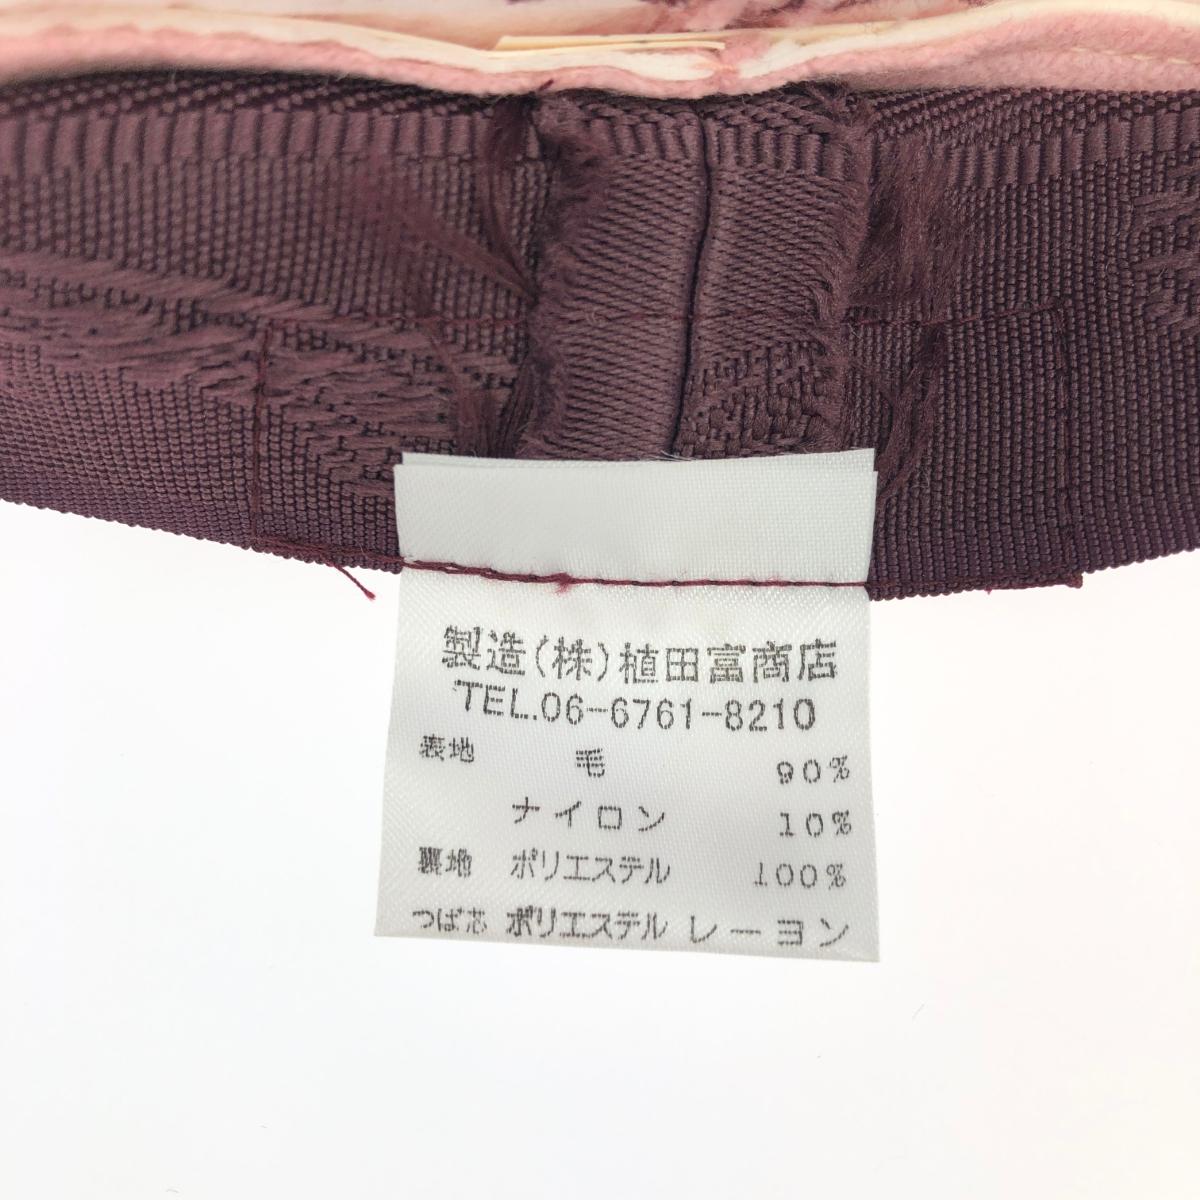 製造(株)植田富商店
TEL.06-6761-8210
表地 毛 90%
ナイロン 10%
裏地 ポリエステル 100%
つば芯 ポリエステル レーヨン